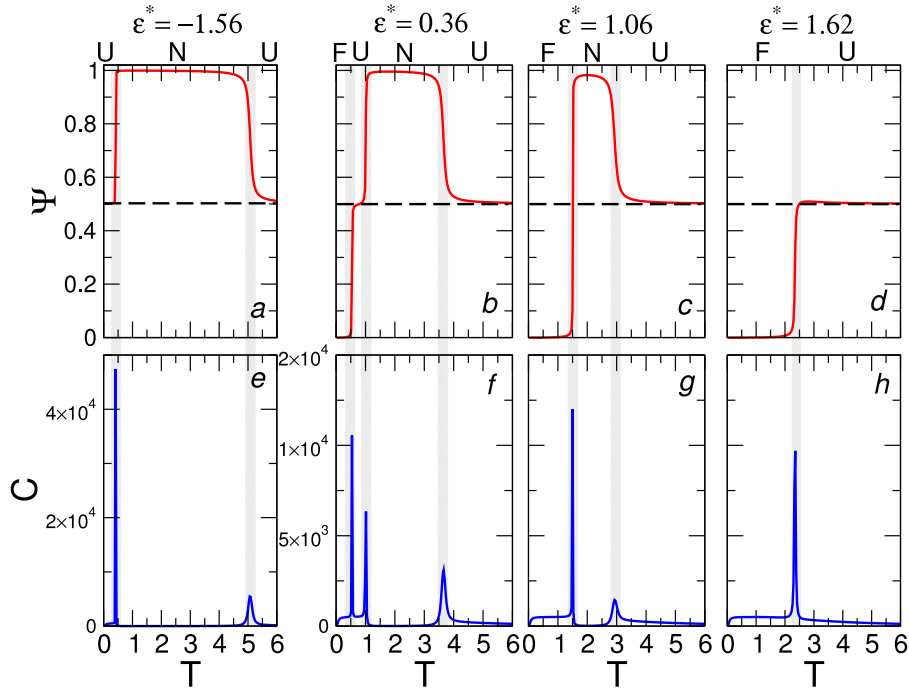 ε* = −1.56 ε* = 0.36 ε* = 1.06 ε* = 1.62
U N U F U N U F N U F U
1
0.8
0.6
Ψ
0.4
0.2
0
a b c d
e f g h
2×10⁴
4×10⁴
1×10⁴
C
2×10⁴
5×10³
0 0
0 1 2 3 4 5 6 0 1 2 3 4 5 6 0 1 2 3 4 5 6 0 1 2 3 4 5 6
T T T T